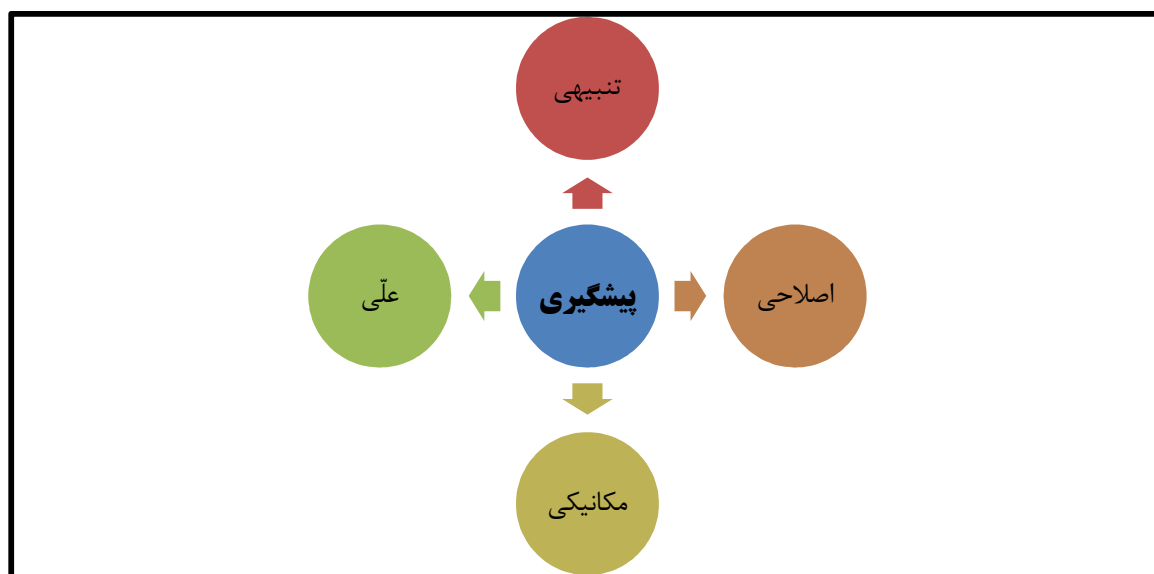 تنبیهی
اصلاحی
پیشگیری
علّی
مکانیکی